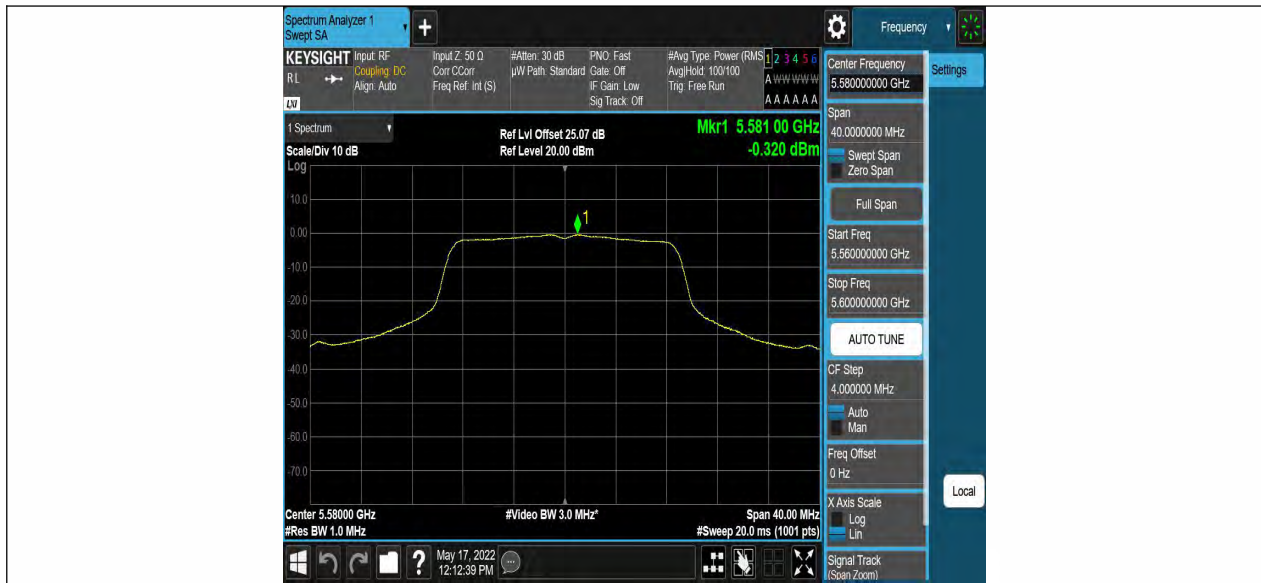 Spectrum Analyzer 1
Swept SA
+
Frequency
KEYSIGHT
RL
LXI
Input: RF
Coupling: DC
Align: Auto
Input Z: 50 Ω
Corr CCorr
Freq Ref: Int (S)
#Atten: 30 dB
µW Path: Standard
PNO: Fast
Gate: Off
IF Gain: Low
Sig Track: Off
#Avg Type: Power (RMS
Avg|Hold: 100/100
Trig: Free Run
1 2 3 4 5 6
A W W W W W
A A A A A A
1 Spectrum
Scale/Div 10 dB
Ref Lvl Offset 25.07 dB
Ref Level 20.00 dBm
Mkr1 5.581 00 GHz
-0.320 dBm
Log
10.0
0.00
-10.0
-20.0
-30.0
-40.0
-50.0
-60.0
-70.0
1
Center 5.58000 GHz
#Res BW 1.0 MHz
#Video BW 3.0 MHz*
Span 40.00 MHz
#Sweep 20.0 ms (1001 pts)
May 17, 2022
12:12:39 PM
?
Center Frequency
5.580000000 GHz
Settings
Span
40.0000000 MHz
Swept Span
Zero Span
Full Span
Start Freq
5.560000000 GHz
Stop Freq
5.600000000 GHz
AUTO TUNE
CF Step
4.000000 MHz
Auto
Man
Freq Offset
0 Hz
X Axis Scale
Log
Lin
Local
Signal Track
(Span Zoom)